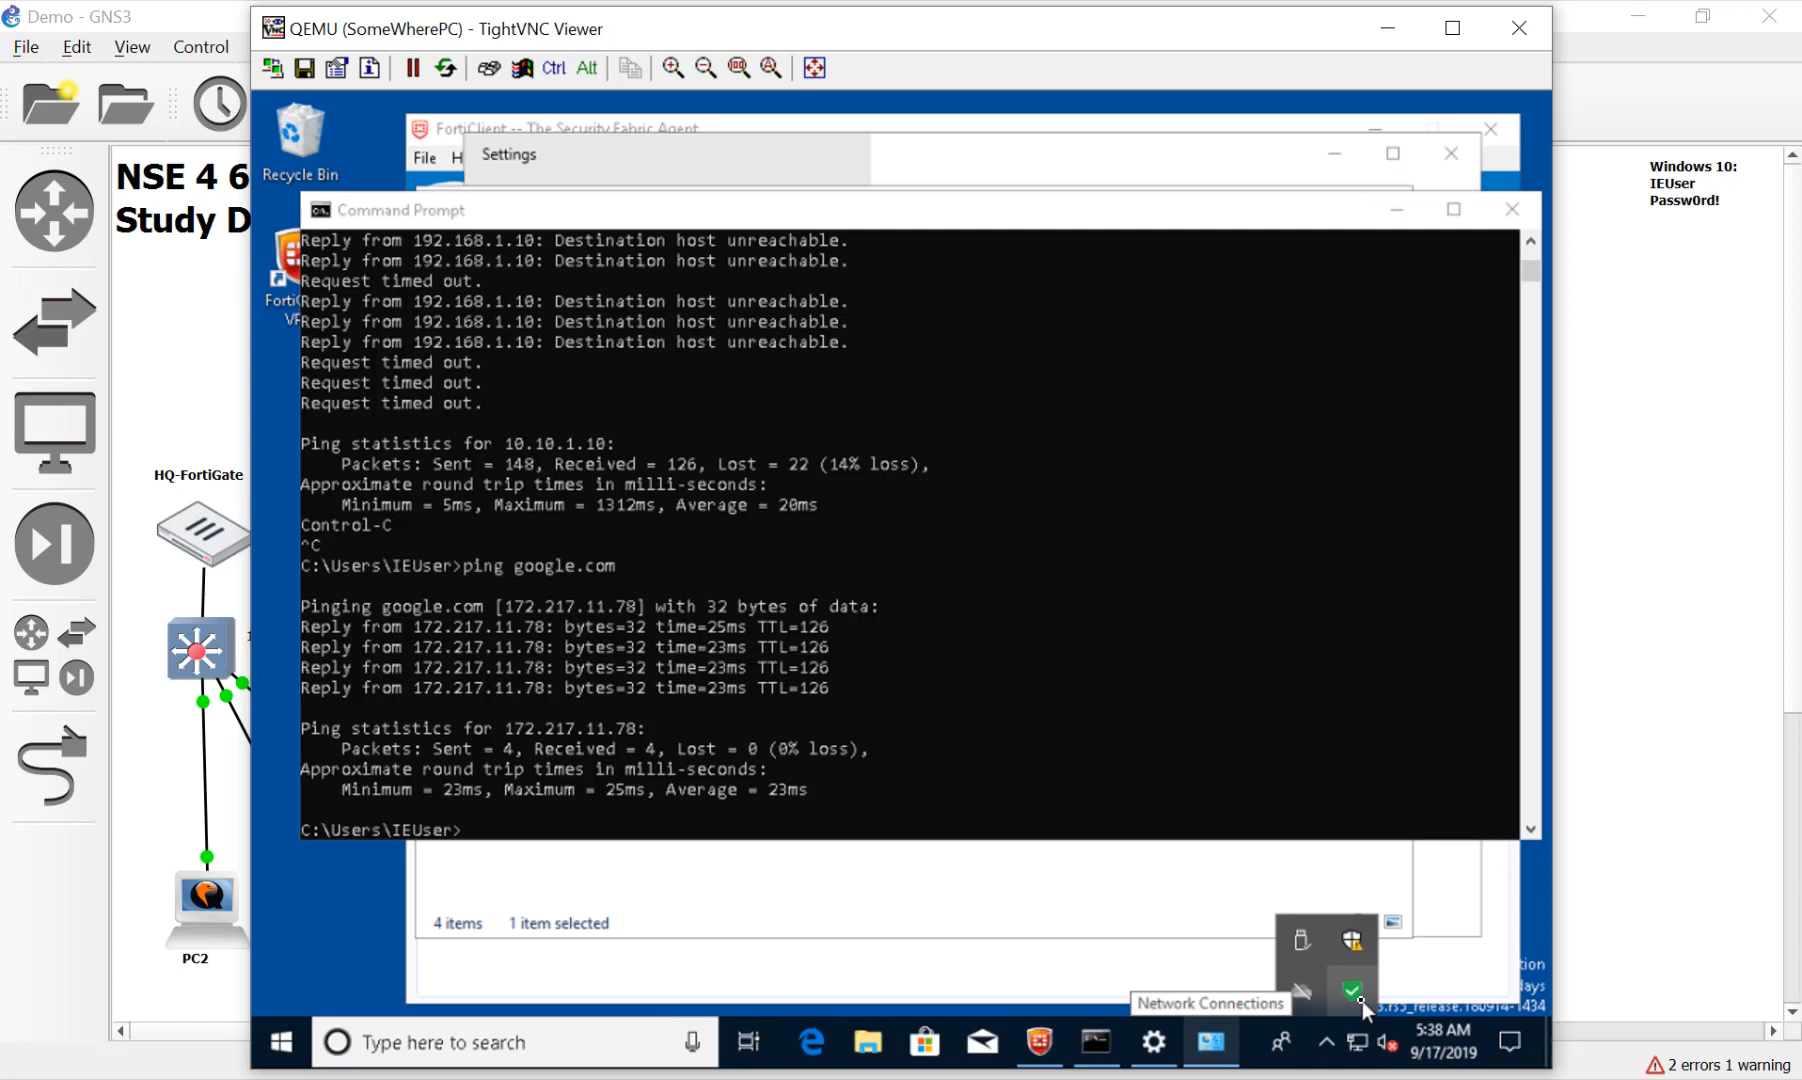 Demo - GNS3
File Edit View Control
QEMU (SomeWherePC) - TightVNC Viewer
Ctrl Alt
NSE 4 6
Study D
Windows 10:
IEUser
Passw0rd!
Recycle Bin
FortiClient -- The Security Fabric Agent
File H
Settings
Command Prompt
Forti
VP
Reply from 192.168.1.10: Destination host unreachable.
Reply from 192.168.1.10: Destination host unreachable.
Request timed out.
Reply from 192.168.1.10: Destination host unreachable.
Reply from 192.168.1.10: Destination host unreachable.
Reply from 192.168.1.10: Destination host unreachable.
Request timed out.
Request timed out.
Request timed out.
Ping statistics for 10.10.1.10:
Packets: Sent = 148, Received = 126, Lost = 22 (14% loss),
Approximate round trip times in milli-seconds:
Minimum = 5ms, Maximum = 1312ms, Average = 20ms
Control-C
^C
C:\Users\IEUser>ping google.com
Pinging google.com [172.217.11.78] with 32 bytes of data:
Reply from 172.217.11.78: bytes=32 time=25ms TTL=126
Reply from 172.217.11.78: bytes=32 time=23ms TTL=126
Reply from 172.217.11.78: bytes=32 time=23ms TTL=126
Reply from 172.217.11.78: bytes=32 time=23ms TTL=126
Ping statistics for 172.217.11.78:
Packets: Sent = 4, Received = 4, Lost = 0 (0% loss),
Approximate round trip times in milli-seconds:
Minimum = 23ms, Maximum = 25ms, Average = 23ms
C:\Users\IEUser>
HQ-FortiGate
1
PC2
4 items 1 item selected
Network Connections
tion
days
5.rs5_release.180914-1434
Type here to search
5:38 AM
9/17/2019
2 errors 1 warning